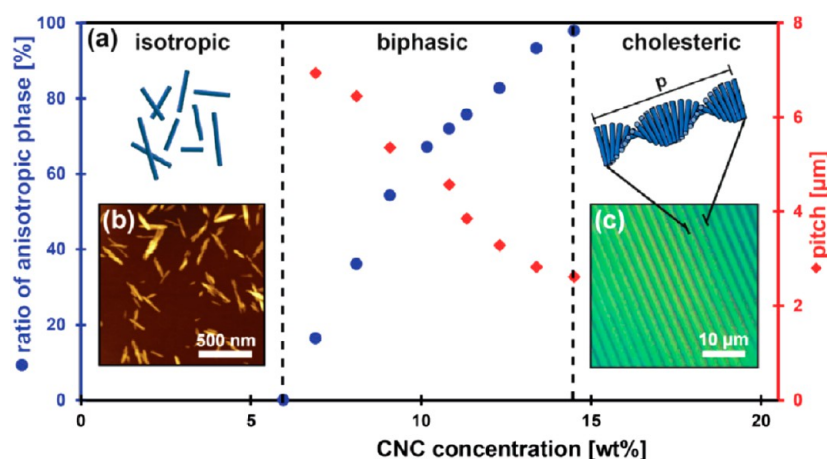 (a) isotropic biphasic cholesteric
p
(b) (c)
500 nm 10 µm
100
80
60
40
20
0
ratio of anisotropic phase [%]
8
6
4
2
0
pitch [µm]
0 5 10 15 20
CNC concentration [wt%]